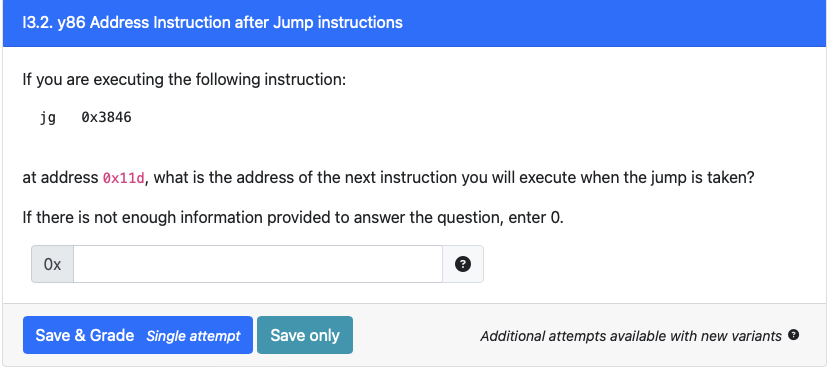 I3.2. y86 Address Instruction after Jump instructions
If you are executing the following instruction:
jg 0x3846
at address 0x11d, what is the address of the next instruction you will execute when the jump is taken?
If there is not enough information provided to answer the question, enter 0.
0x ?
Save & Grade Single attempt Save only Additional attempts available with new variants ?